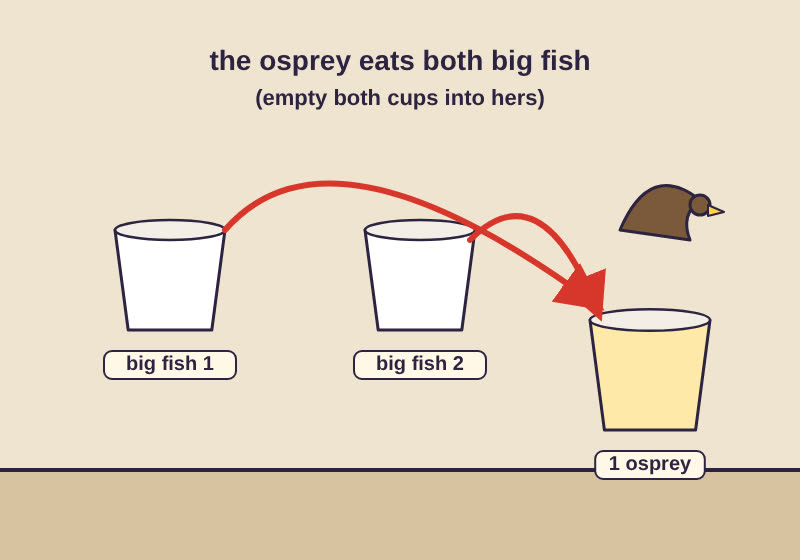 the osprey eats both big fish
(empty both cups into hers)
big fish 1
big fish 2
1 osprey